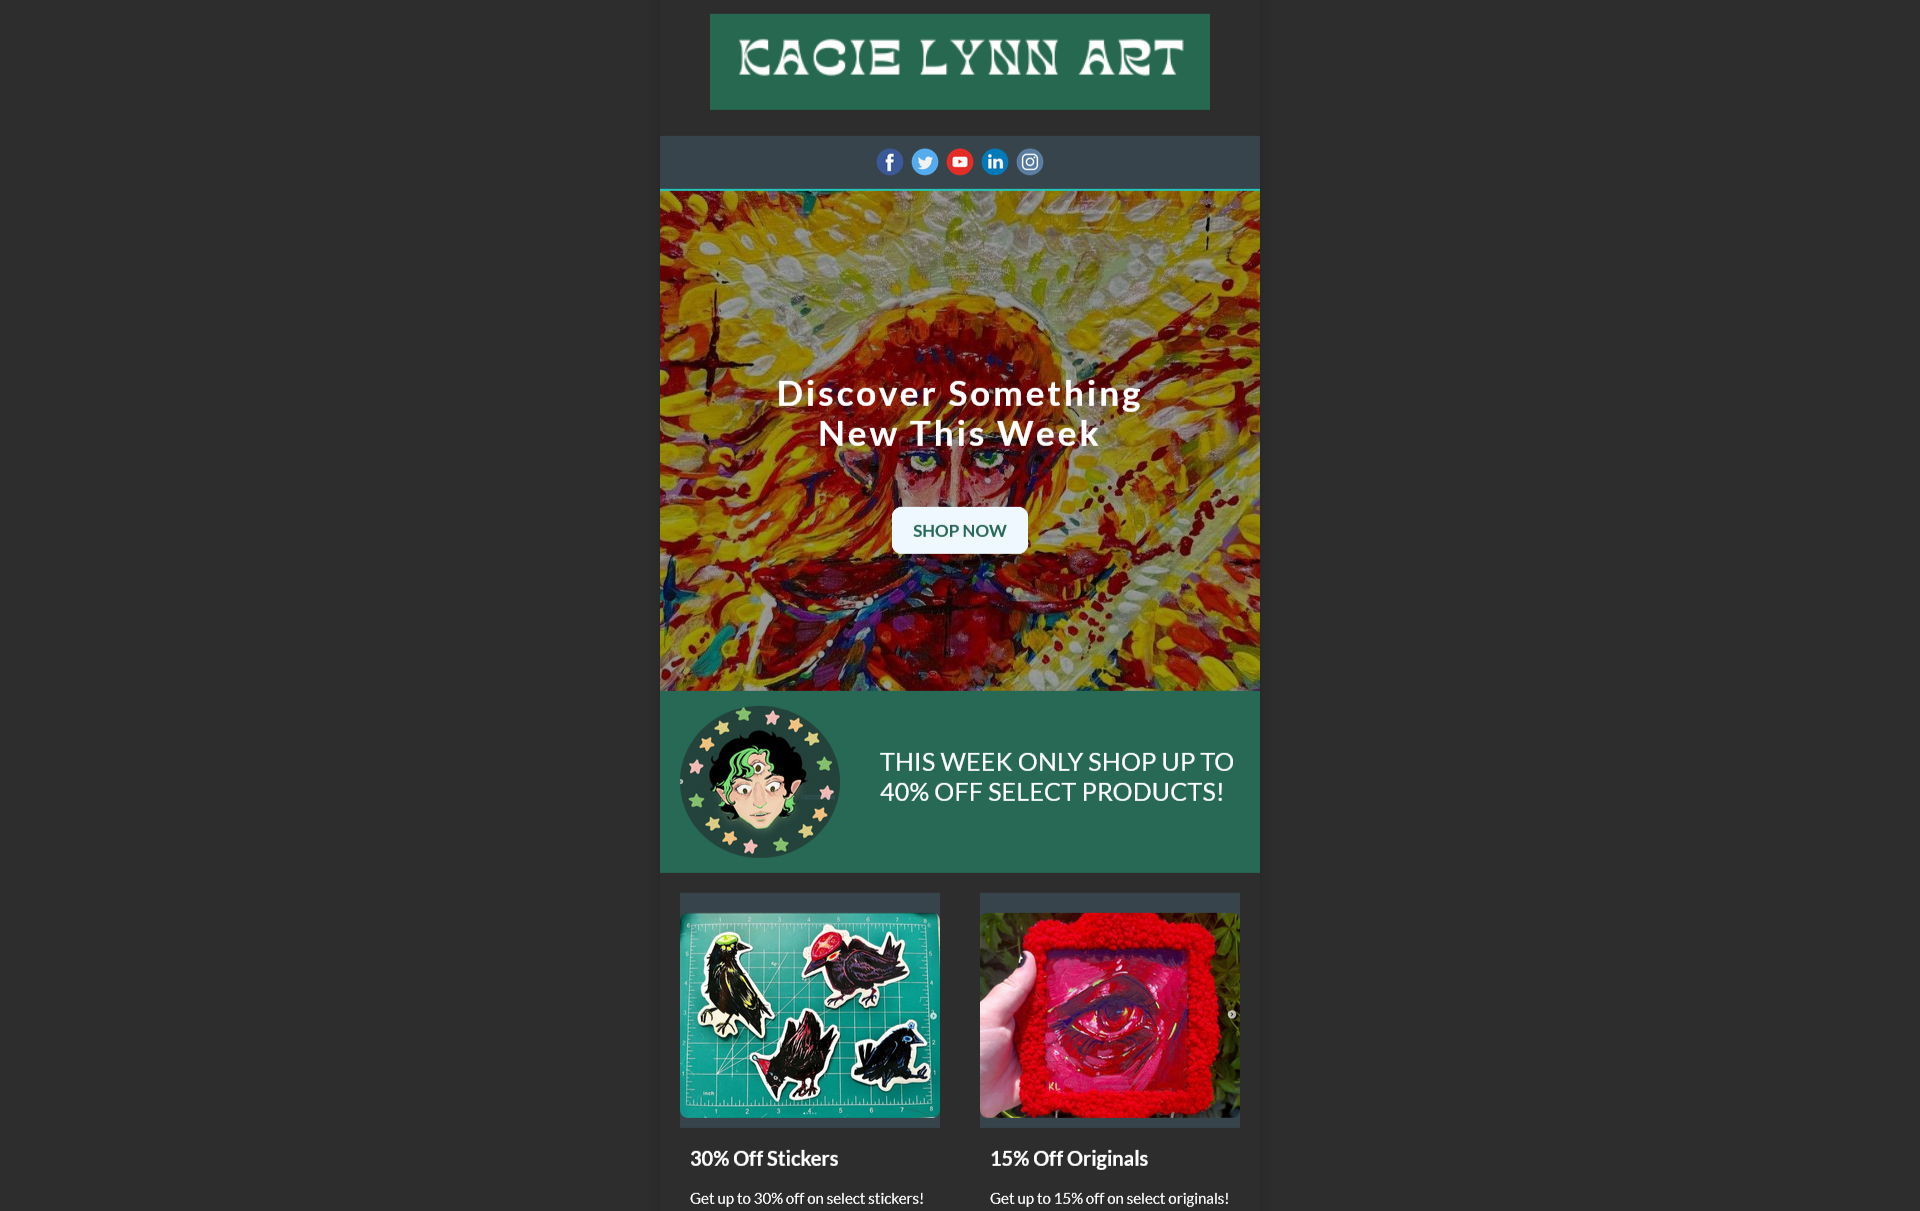 KACIE LYNN ART
Discover Something
New This Week
SHOP NOW
THIS WEEK ONLY SHOP UP TO
40% OFF SELECT PRODUCTS!
KL
30% Off Stickers
15% Off Originals
Get up to 30% off on select stickers!
Get up to 15% off on select originals!